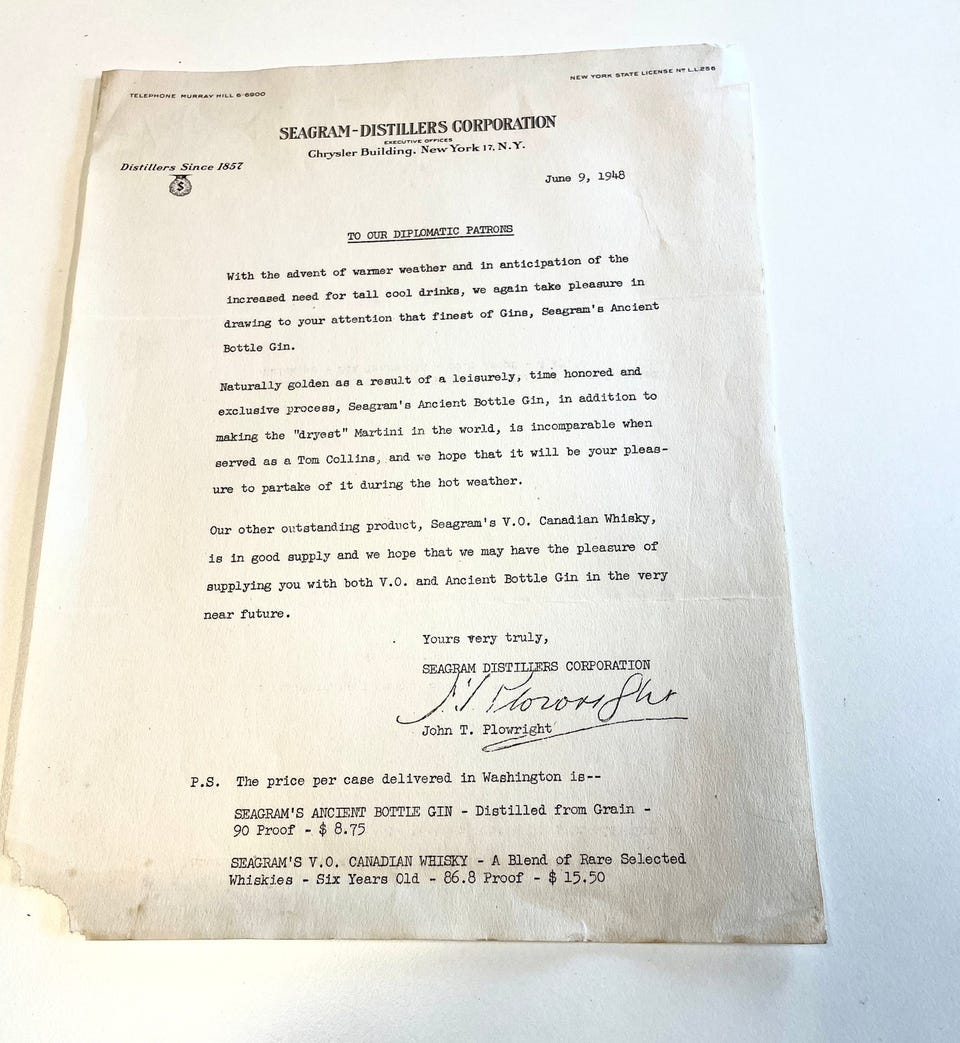 TELEPHONE MURRAY HILL 6-6900
NEW YORK STATE LICENSE Nº L.L.256
SEAGRAM-DISTILLERS CORPORATION
EXECUTIVE OFFICES
Chrysler Building. New York 17, N.Y.
Distillers Since 1857
S
June 9, 1948
TO OUR DIPLOMATIC PATRONS
With the advent of warmer weather and in anticipation of the
increased need for tall cool drinks, we again take pleasure in
drawing to your attention that finest of Gins, Seagram's Ancient
Bottle Gin.
Naturally golden as a result of a leisurely, time honored and
exclusive process, Seagram's Ancient Bottle Gin, in addition to
making the "dryest" Martini in the world, is incomparable when
served as a Tom Collins, and we hope that it will be your pleas-
ure to partake of it during the hot weather.
Our other outstanding product, Seagram's V.O. Canadian Whisky,
is in good supply and we hope that we may have the pleasure of
supplying you with both V.O. and Ancient Bottle Gin in the very
near future.
Yours very truly,
SEAGRAM DISTILLERS CORPORATION
J T Plowright
John T. Plowright
P.S. The price per case delivered in Washington is--
SEAGRAM'S ANCIENT BOTTLE GIN - Distilled from Grain -
90 Proof - $ 8.75
SEAGRAM'S V.O. CANADIAN WHISKY - A Blend of Rare Selected
Whiskies - Six Years Old - 86.8 Proof - $ 15.50